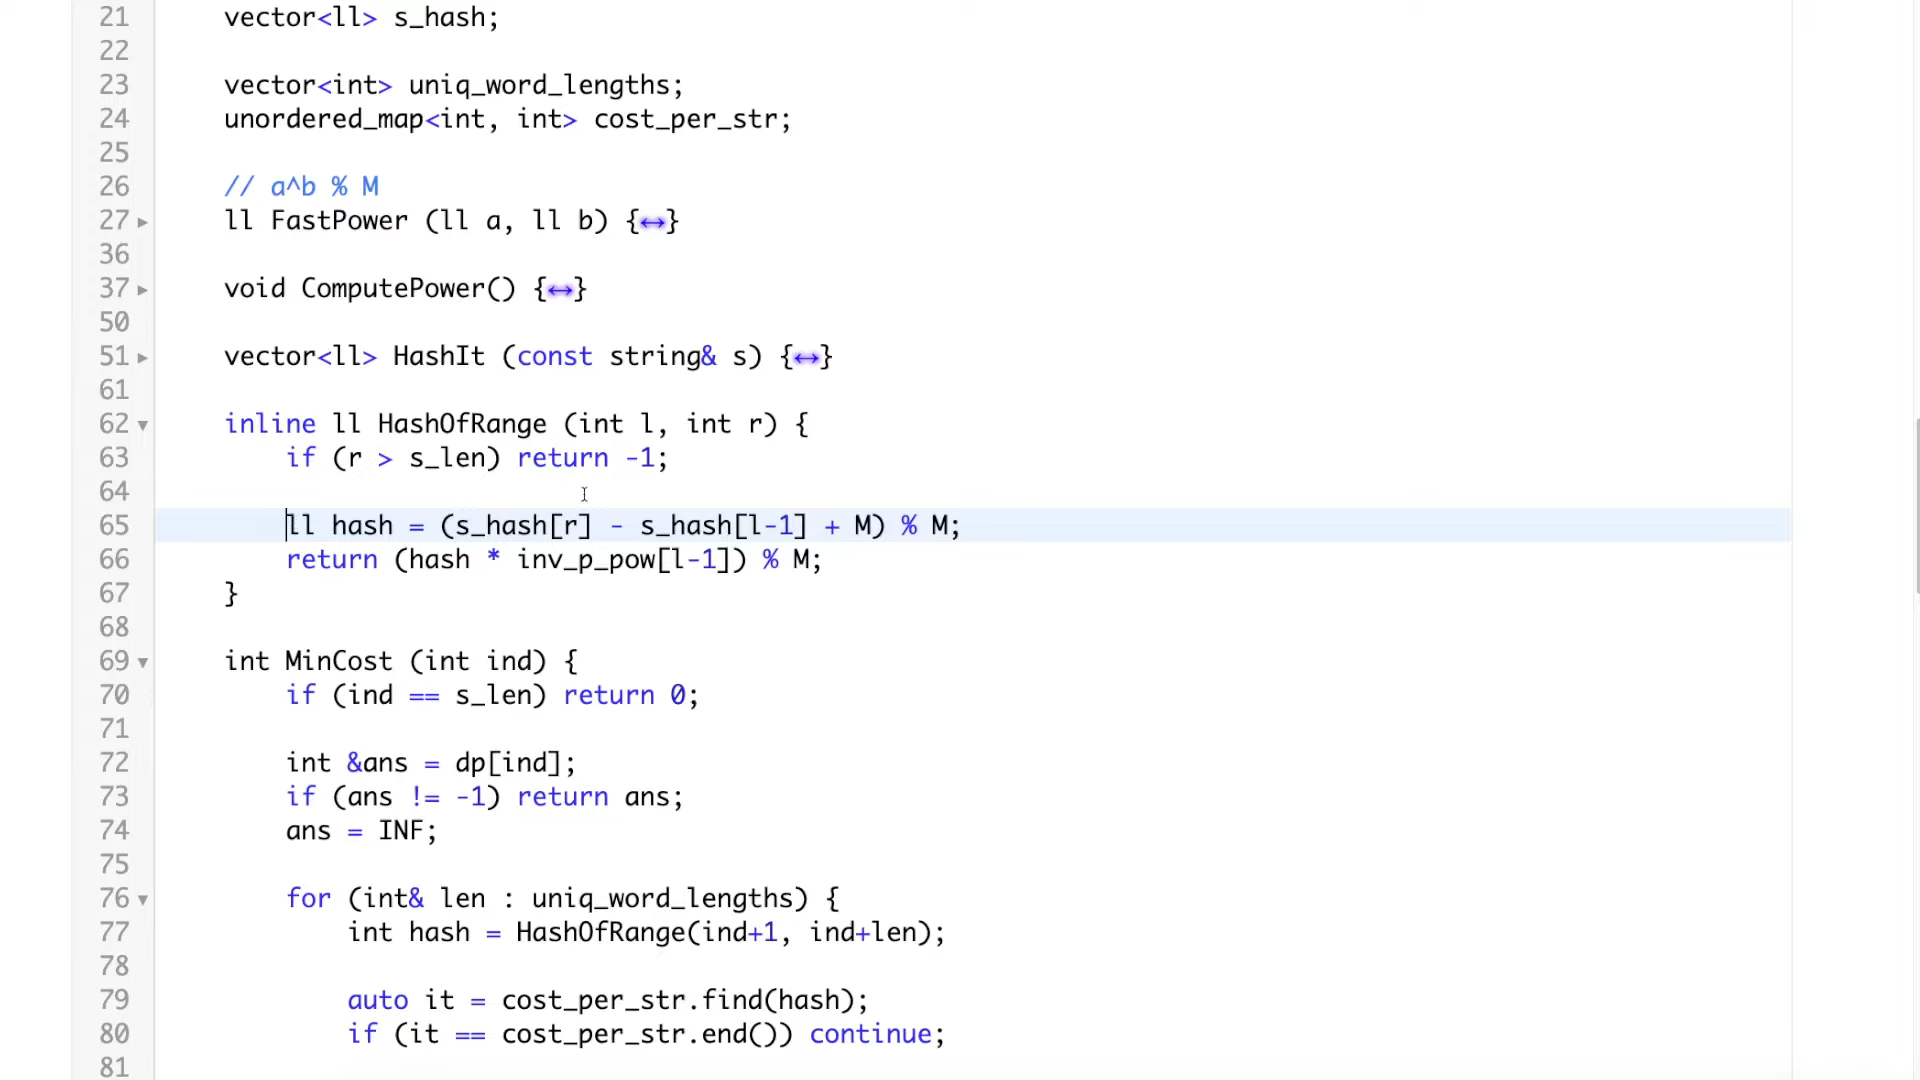 21 vector<ll> s_hash;
22
23 vector<int> uniq_word_lengths;
24 unordered_map<int, int> cost_per_str;
25
26 // a^b % M
27 ll FastPower (ll a, ll b) {↔}
36
37 void ComputePower() {↔}
50
51 vector<ll> HashIt (const string& s) {↔}
61
62 inline ll HashOfRange (int l, int r) {
63 if (r > s_len) return -1;
64
65 ll hash = (s_hash[r] - s_hash[l-1] + M) % M;
66 return (hash * inv_p_pow[l-1]) % M;
67 }
68
69 int MinCost (int ind) {
70 if (ind == s_len) return 0;
71
72 int &ans = dp[ind];
73 if (ans != -1) return ans;
74 ans = INF;
75
76 for (int& len : uniq_word_lengths) {
77 int hash = HashOfRange(ind+1, ind+len);
78
79 auto it = cost_per_str.find(hash);
80 if (it == cost_per_str.end()) continue;
81